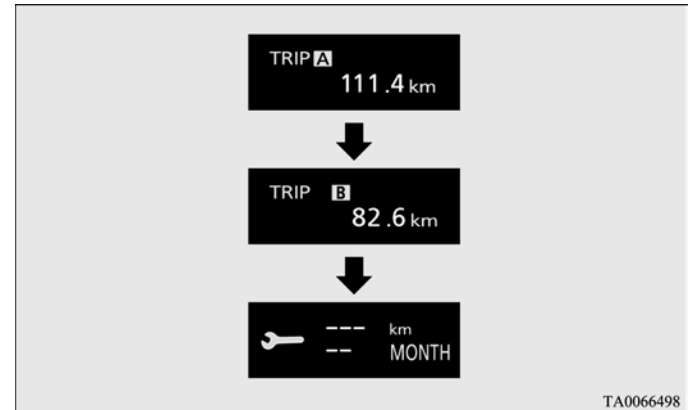 TRIP A
111.4 km
TRIP B
82.6 km
--- km
-- MONTH
TA0066498